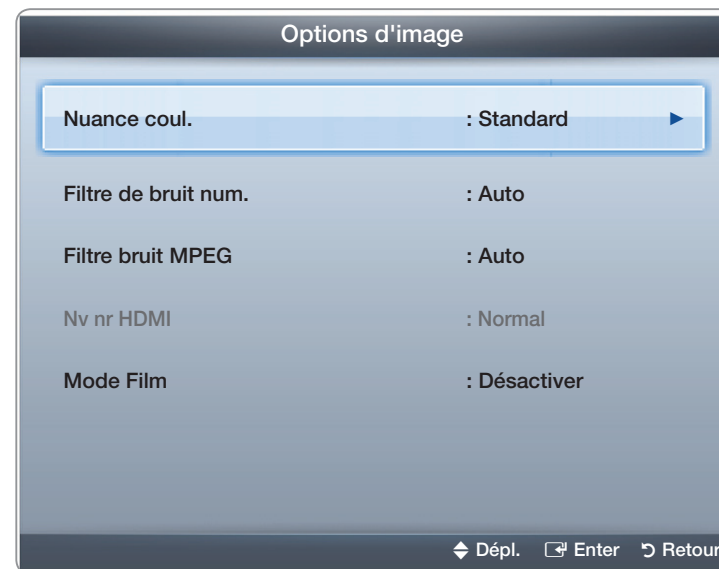 Options d'image
Nuance coul. : Standard ►
Filtre de bruit num. : Auto
Filtre bruit MPEG : Auto
Nv nr HDMI : Normal
Mode Film : Désactiver
Dépl. Enter Retour